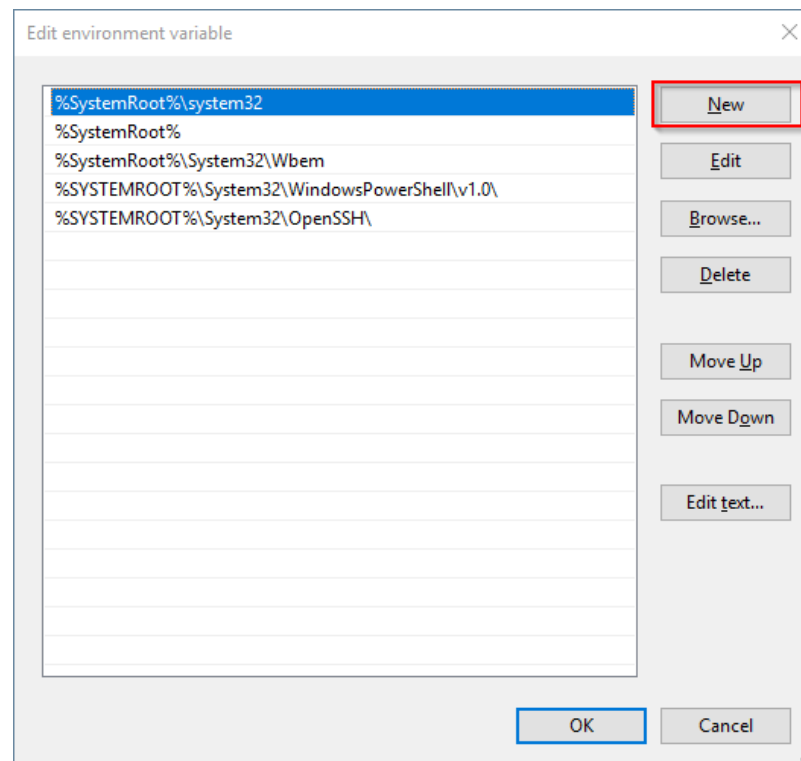 Edit environment variable
%SystemRoot%\system32
%SystemRoot%
%SystemRoot%\System32\Wbem
%SYSTEMROOT%\System32\WindowsPowerShell\v1.0\
%SYSTEMROOT%\System32\OpenSSH\
New
Edit
Browse...
Delete
Move Up
Move Down
Edit text...
OK
Cancel